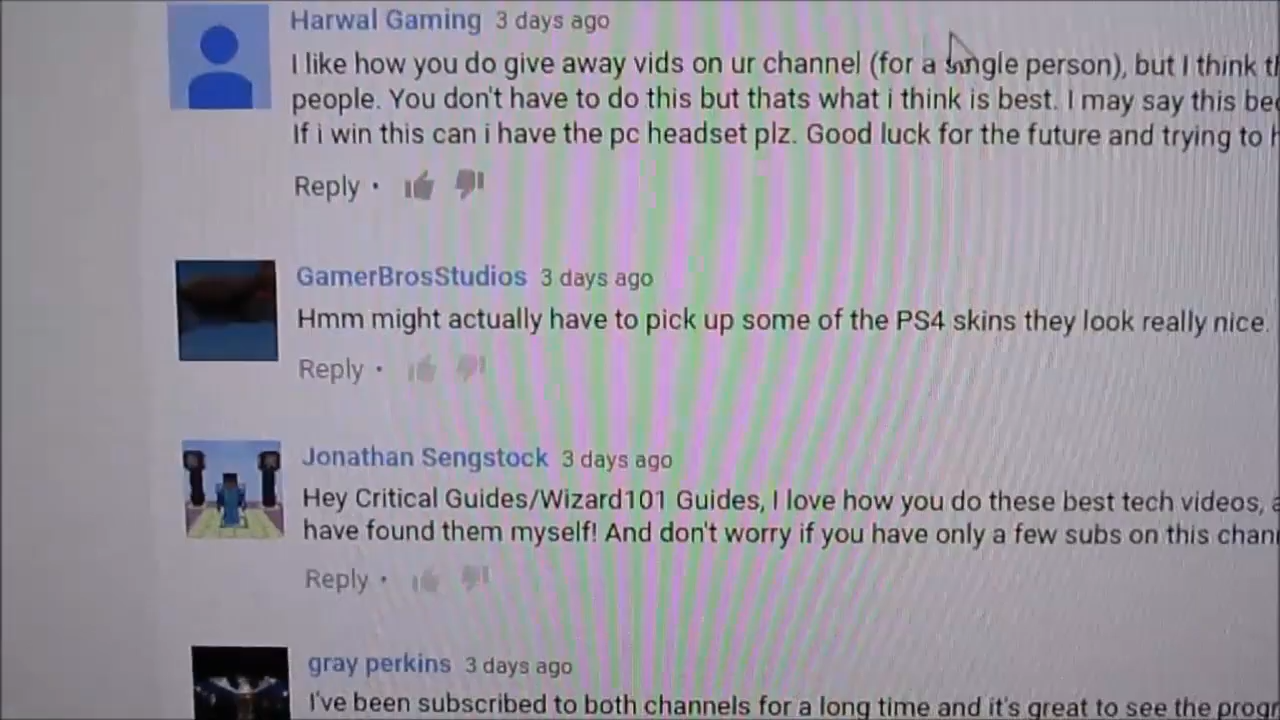 Harwal Gaming 3 days ago
I like how you do give away vids on ur channel (for a single person), but I think
people. You don't have to do this but thats what i think is best. I may say this
If i win this can i have the pc headset plz. Good luck for the future and trying to
Reply •
GamerBrosStudios 3 days ago
Hmm might actually have to pick up some of the PS4 skins they look really nice.
Reply •
Jonathan Sengstock 3 days ago
Hey Critical Guides/Wizard101 Guides, I love how you do these best tech videos,
have found them myself! And don't worry if you have only a few subs on this
Reply •
gray perkins 3 days ago
I've been subscribed to both channels for a long time and it's great to see the